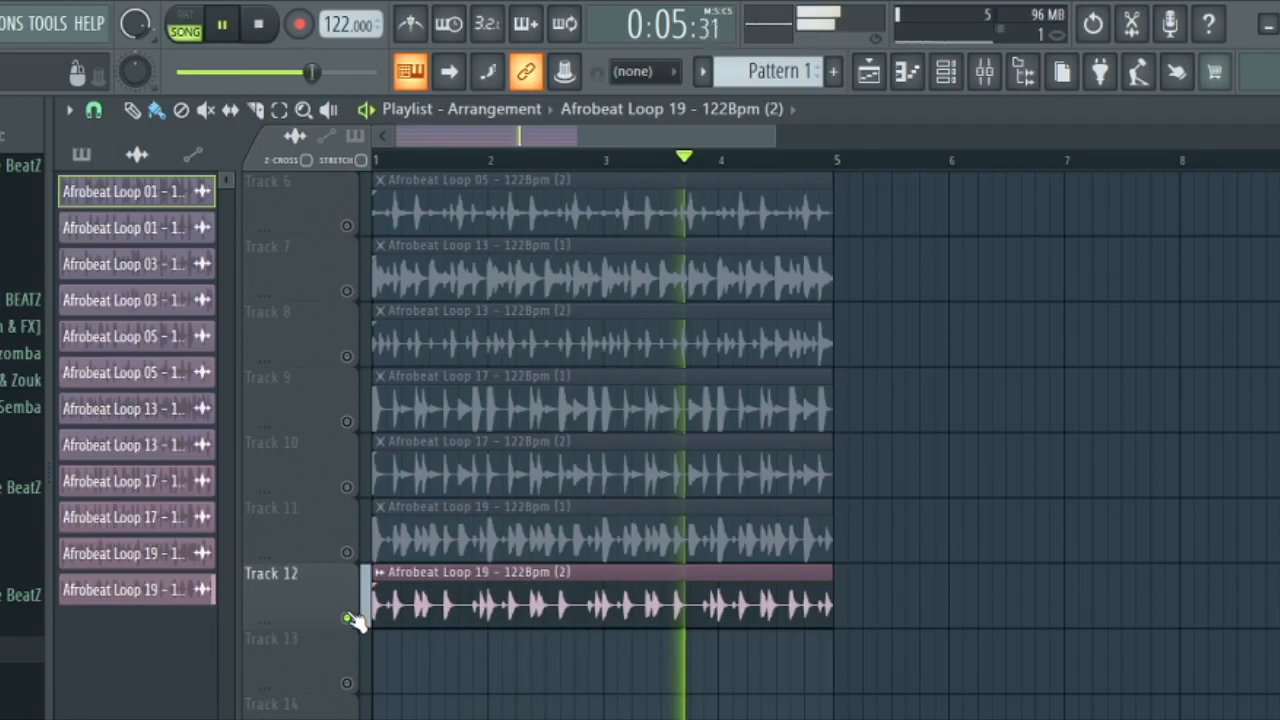 ONS TOOLS HELP
PAT
SONG
122.000
3.2.
0:05:31
M:S:CS
5
96 MB
1
(none)
Pattern 1
Playlist - Arrangement
Afrobeat Loop 19 - 122Bpm (2)
Z-CROSS
STRETCH
1 2 3 4 5 6 7 8
e BeatZ
BEATZ
n & FX]
zomba
& Zouk
Semba
e BeatZ
e BeatZ
Afrobeat Loop 01 - 1..
Afrobeat Loop 01 - 1..
Afrobeat Loop 03 - 1..
Afrobeat Loop 03 - 1..
Afrobeat Loop 05 - 1..
Afrobeat Loop 05 - 1..
Afrobeat Loop 13 - 1..
Afrobeat Loop 13 - 1..
Afrobeat Loop 17 - 1..
Afrobeat Loop 17 - 1..
Afrobeat Loop 19 - 1..
Afrobeat Loop 19 - 1..
Track 6
Afrobeat Loop 05 - 122Bpm (2)
Track 7
Afrobeat Loop 13 - 122Bpm (1)
Track 8
Afrobeat Loop 13 - 122Bpm (2)
Track 9
Afrobeat Loop 17 - 122Bpm (1)
Track 10
Afrobeat Loop 17 - 122Bpm (2)
Track 11
Afrobeat Loop 19 - 122Bpm (1)
Track 12
Afrobeat Loop 19 - 122Bpm (2)
Track 13
Track 14